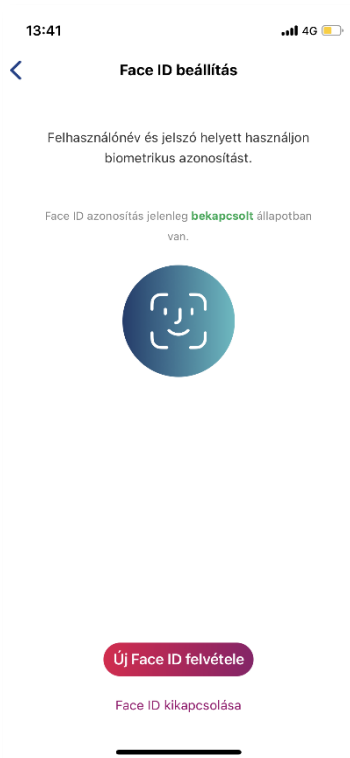 13:41
4G
Face ID beállítás
Felhasználónév és jelszó helyett használjon
biometrikus azonosítást.
Face ID azonosítás jelenleg bekapcsolt állapotban
van.
Új Face ID felvétele
Face ID kikapcsolása